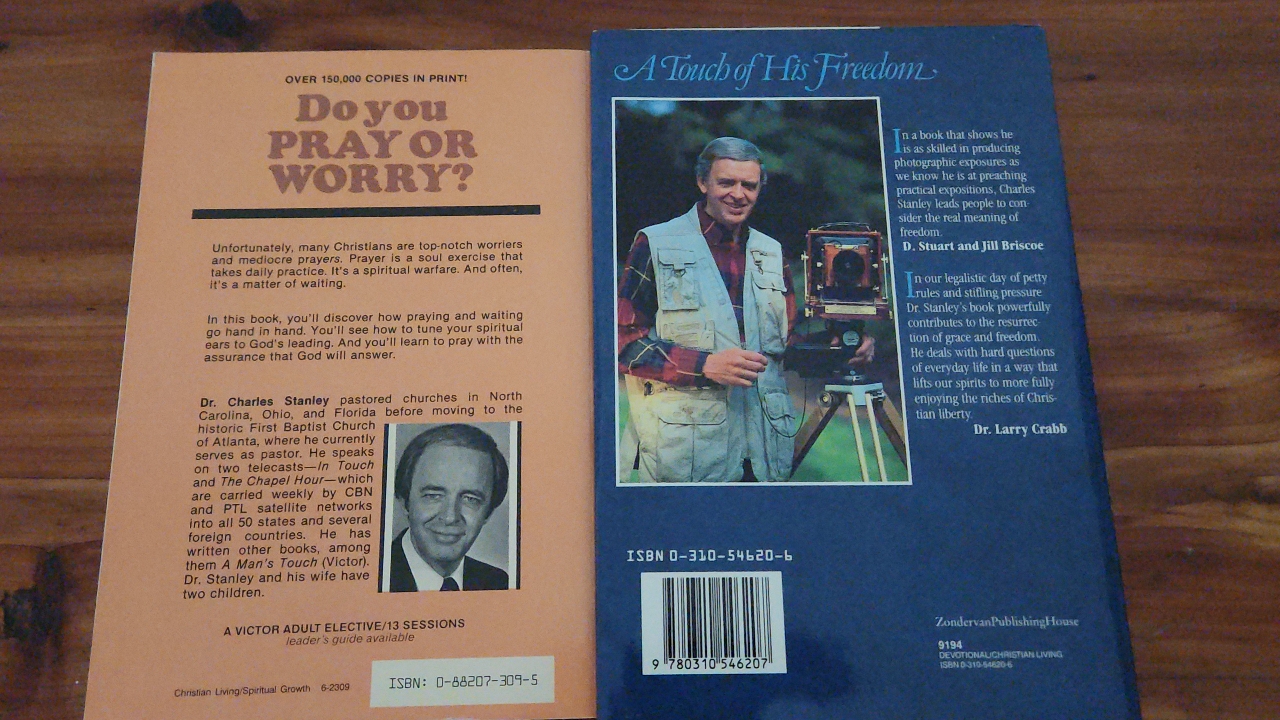 OVER 150,000 COPIES IN PRINT!
Do you
PRAY OR
WORRY?
Unfortunately, many Christians are top-notch worriers
and mediocre prayers. Prayer is a soul exercise that
takes daily practice. It's a spiritual warfare. And often,
it's a matter of waiting.
In this book, you'll discover how praying and waiting
go hand in hand. You'll see how to tune your spiritual
ears to God's leading. And you'll learn to pray with the
assurance that God will answer.
Dr. Charles Stanley pastored churches in North
Carolina, Ohio, and Florida before moving to the
historic First Baptist Church
of Atlanta, where he currently
serves as pastor. He speaks
on two telecasts—In Touch
and The Chapel Hour—which
are carried weekly by CBN
and PTL satellite networks
into all 50 states and several
foreign countries. He has
written other books, among
them A Man's Touch (Victor).
Dr. Stanley and his wife have
two children.
A VICTOR ADULT ELECTIVE/13 SESSIONS
leader's guide available
Christian Living/Spiritual Growth 6-2309
ISBN: 0-88207-309-5
A Touch of His Freedom
In a book that shows he
is as skilled in producing
photographic exposures as
we know he is at preaching
practical expositions, Charles
Stanley leads people to con-
sider the real meaning of
freedom.
D. Stuart and Jill Briscoe
In our legalistic day of petty
rules and stifling pressure
Dr. Stanley's book powerfully
contributes to the resurrec-
tion of grace and freedom.
He deals with hard questions
of everyday life in a way that
lifts our spirits to more fully
enjoying the riches of Chris-
tian liberty.
Dr. Larry Crabb
ISBN 0-310-54620-6
9 780310 546207
ZondervanPublishingHouse
9194
DEVOTIONAL/CHRISTIAN LIVING
ISBN 0-310-54620-6